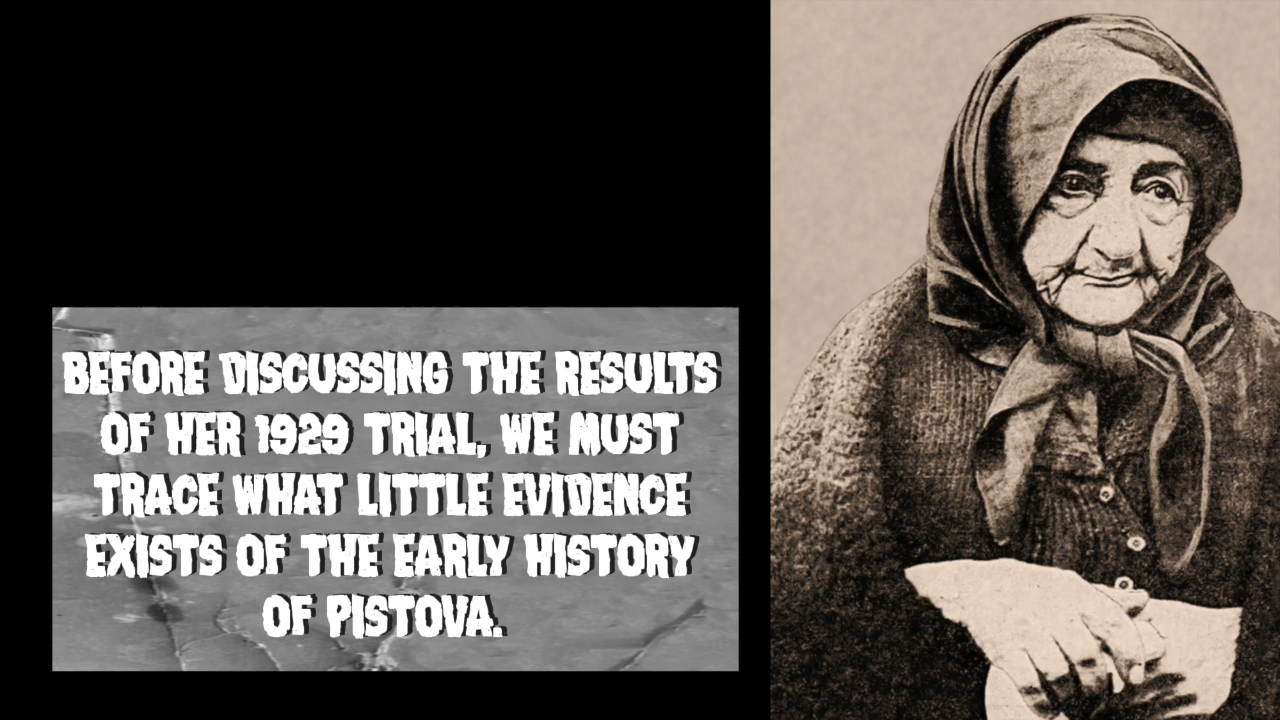 BEFORE DISCUSSING THE RESULTS
OF HER 1929 TRIAL, WE MUST
TRACE WHAT LITTLE EVIDENCE
EXISTS OF THE EARLY HISTORY
OF PISTOVA.